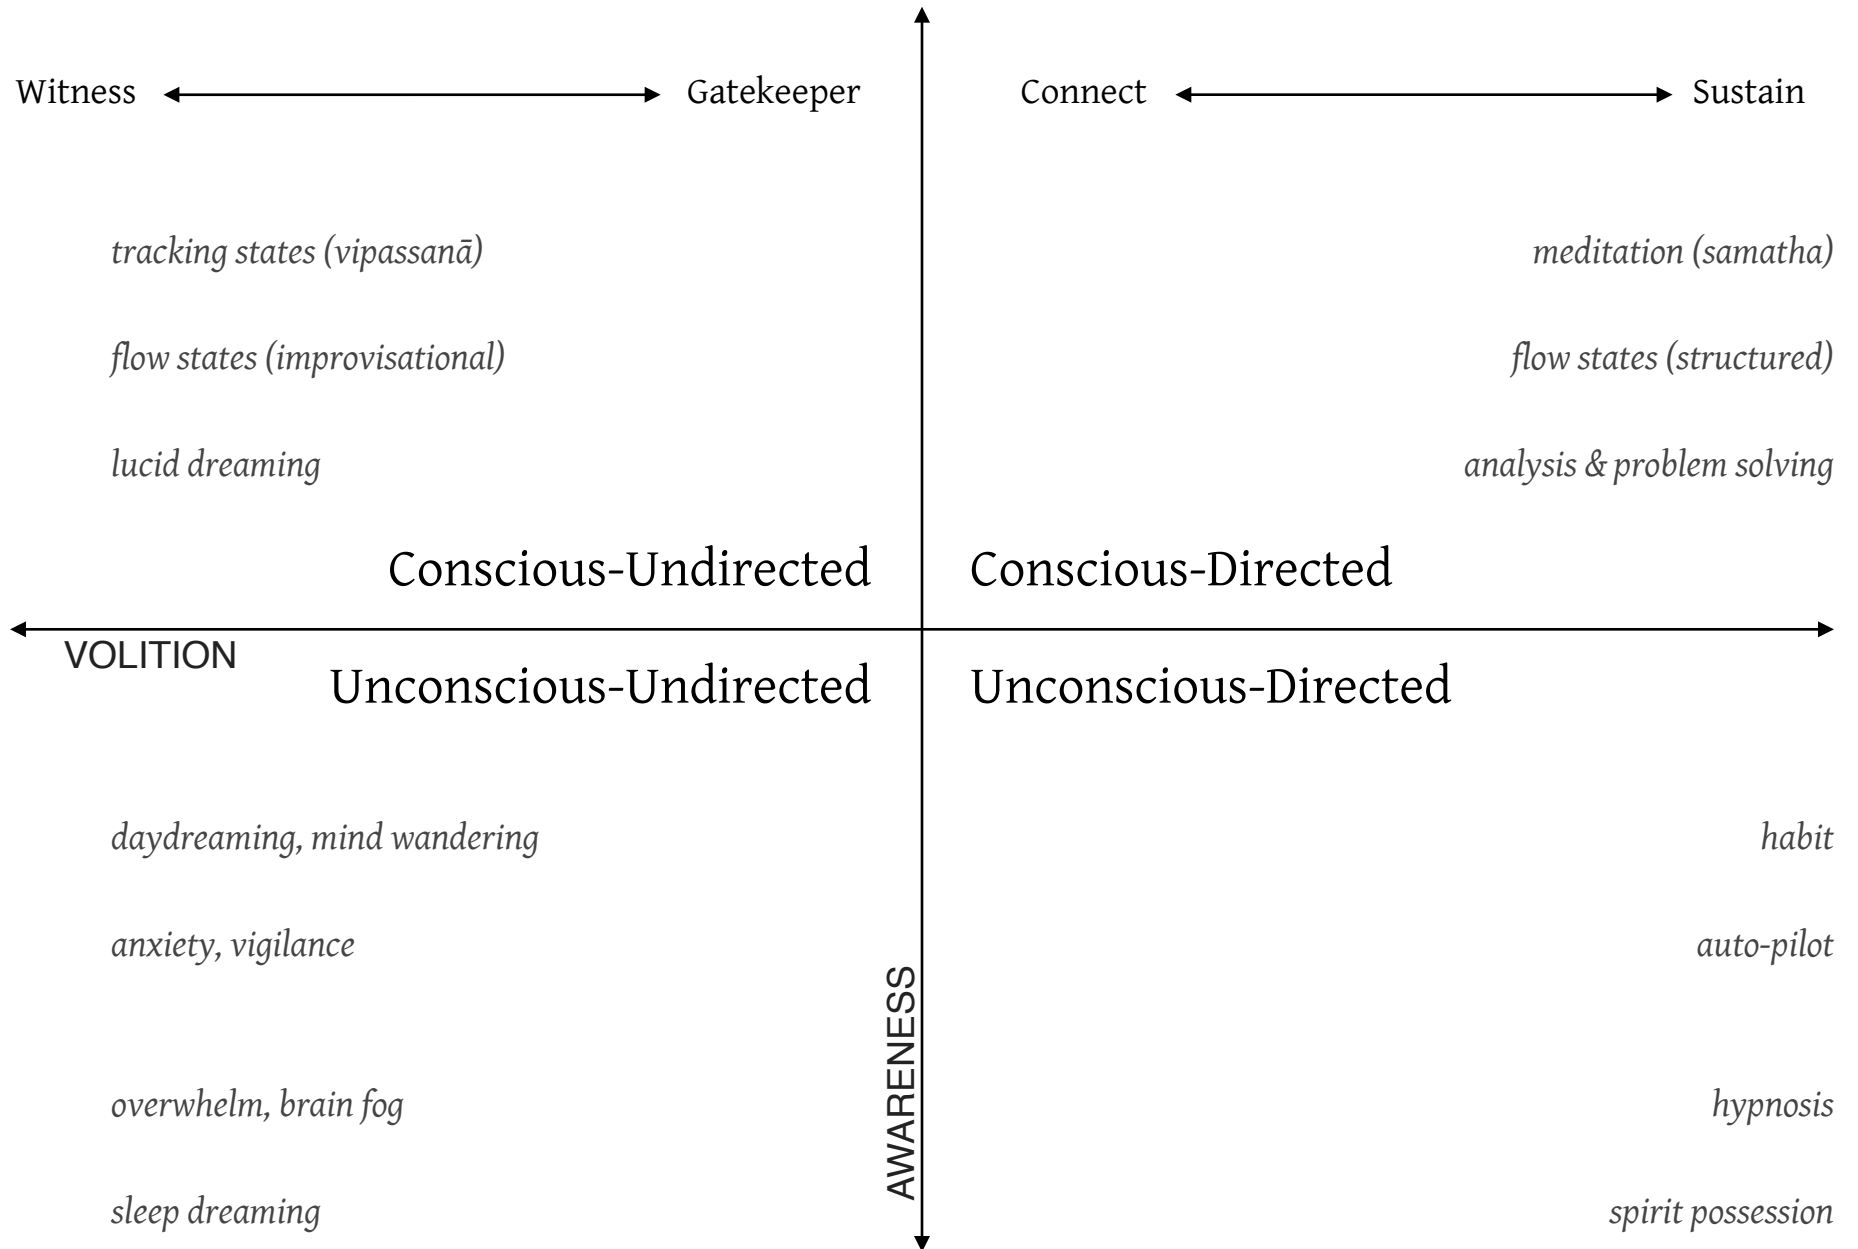 Witness
Gatekeeper
Connect
Sustain
tracking states (vipassanā)
meditation (samatha)
flow states (improvisational)
flow states (structured)
lucid dreaming
analysis & problem solving
Conscious-Undirected
Conscious-Directed
VOLITION
Unconscious-Undirected
Unconscious-Directed
daydreaming, mind wandering
habit
anxiety, vigilance
auto-pilot
AWARENESS
overwhelm, brain fog
hypnosis
sleep dreaming
spirit possession